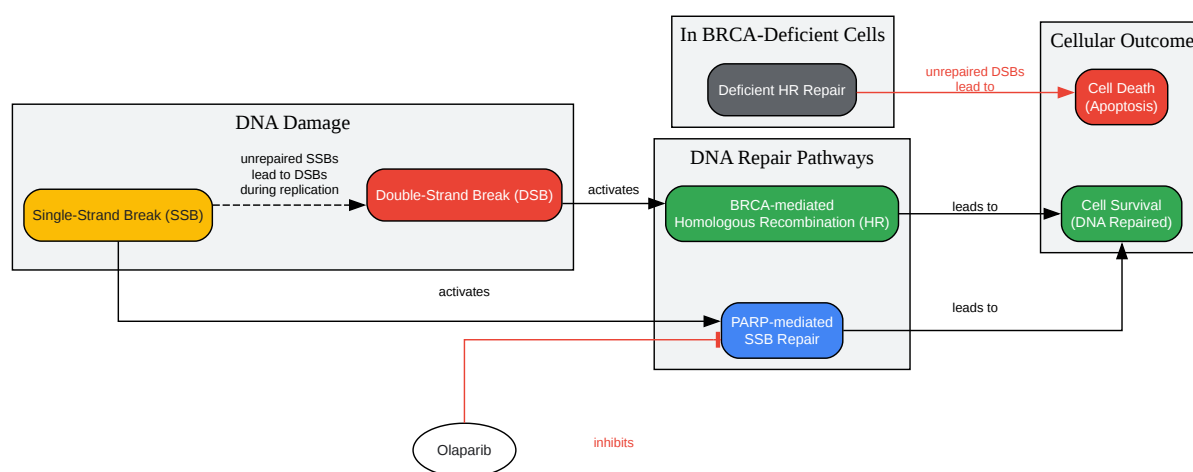 In BRCA-Deficient Cells
Deficient HR Repair
unrepaired DSBs
lead to
Cellular Outcome
Cell Death
(Apoptosis)
DNA Damage
unrepaired SSBs
lead to DSBs
during replication
Single-Strand Break (SSB)
Double-Strand Break (DSB)
activates
DNA Repair Pathways
BRCA-mediated
Homologous Recombination (HR)
leads to
Cell Survival
(DNA Repaired)
activates
PARP-mediated
SSB Repair
leads to
Olaparib
inhibits